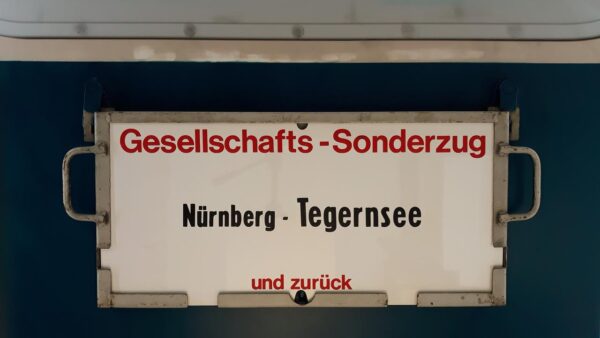 Gesellschafts - Sonderzug
Nürnberg - Tegernsee
und zurück